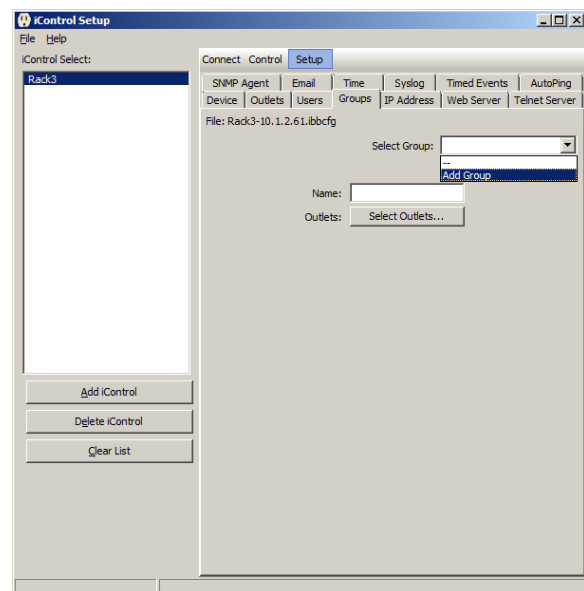 iControl Setup
File Help
iControl Select:
Rack3
Add iControl
Delete iControl
Clear List
Connect Control Setup
SNMP Agent Email Time Syslog Timed Events AutoPing
Device Outlets Users Groups IP Address Web Server Telnet Server
File: Rack3-10.1.2.61.ibbcfg
Select Group:
--
Add Group
Name:
Outlets: Select Outlets...